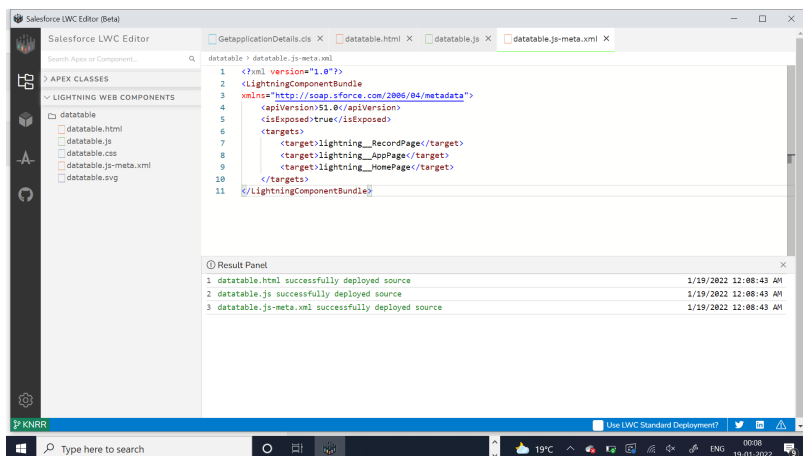 Salesforce LWC Editor (Beta)
Salesforce LWC Editor
GetapplicationDetails.cls
datatable.html
datatable.js
datatable.js-meta.xml
Search Apex or Component...
datatable > datatable.js-meta.xml
APEX CLASSES
LIGHTNING WEB COMPONENTS
datatable
datatable.html
datatable.js
datatable.css
datatable.js-meta.xml
datatable.svg
1 <?xml version="1.0"?>
2 <LightningComponentBundle
3 xmlns="http://soap.sforce.com/2006/04/metadata">
4 <apiVersion>51.0</apiVersion>
5 <isExposed>true</isExposed>
6 <targets>
7 <target>lightning__RecordPage</target>
8 <target>lightning__AppPage</target>
9 <target>lightning__HomePage</target>
10 </targets>
11 </LightningComponentBundle>
Result Panel
1 datatable.html successfully deployed source 1/19/2022 12:08:43 AM
2 datatable.js successfully deployed source 1/19/2022 12:08:43 AM
3 datatable.js-meta.xml successfully deployed source 1/19/2022 12:08:43 AM
KNRR
Use LWC Standard Deployment?
Type here to search
19°C
ENG
00:08
19-01-2022